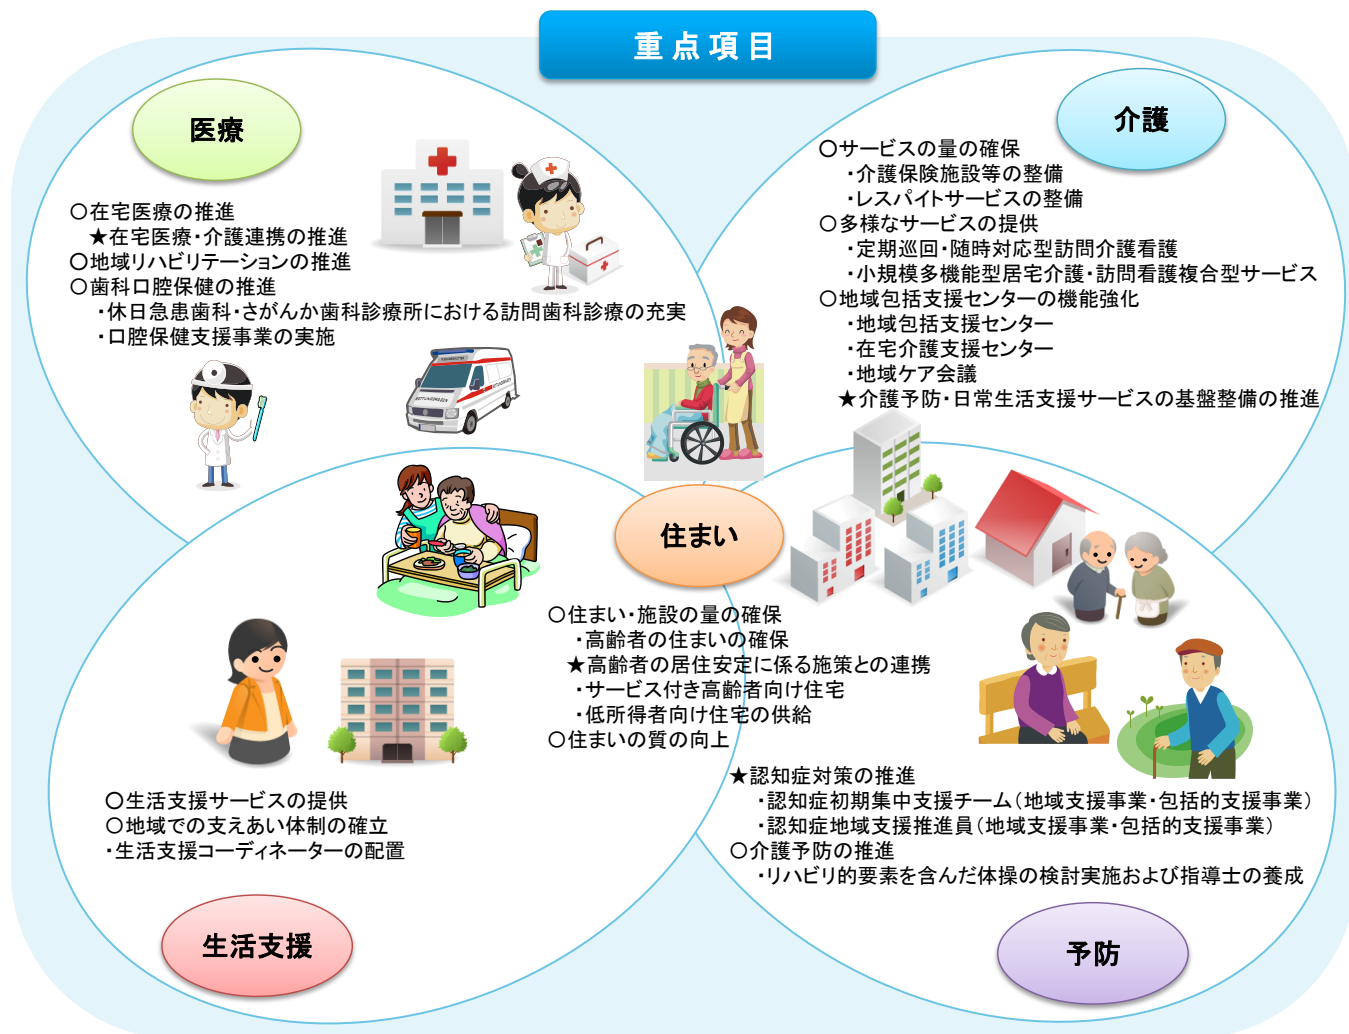 重点項目
医療
○在宅医療の推進
★在宅医療・介護連携の推進
○地域リハビリテーションの推進
○歯科口腔保健の推進
・休日急患歯科・さがんか歯科診療所における訪問歯科診療の充実
・口腔保健支援事業の実施
介護
○サービスの量の確保
・介護保険施設等の整備
・レスパイトサービスの整備
○多様なサービスの提供
・定期巡回・随時対応型訪問介護看護
・小規模多機能型居宅介護・訪問看護複合型サービス
○地域包括支援センターの機能強化
・地域包括支援センター
・在宅介護支援センター
・地域ケア会議
★介護予防・日常生活支援サービスの基盤整備の推進
住まい
○住まい・施設の量の確保
・高齢者の住まいの確保
★高齢者の居住安定に係る施策との連携
・サービス付き高齢者向け住宅
・低所得者向け住宅の供給
○住まいの質の向上
○生活支援サービスの提供
○地域での支えあい体制の確立
・生活支援コーディネーターの配置
生活支援
★認知症対策の推進
・認知症初期集中支援チーム（地域支援事業・包括的支援事業）
・認知症地域支援推進員（地域支援事業・包括的支援事業）
○介護予防の推進
・リハビリ的要素を含んだ体操の検討実施および指導士の養成
予防